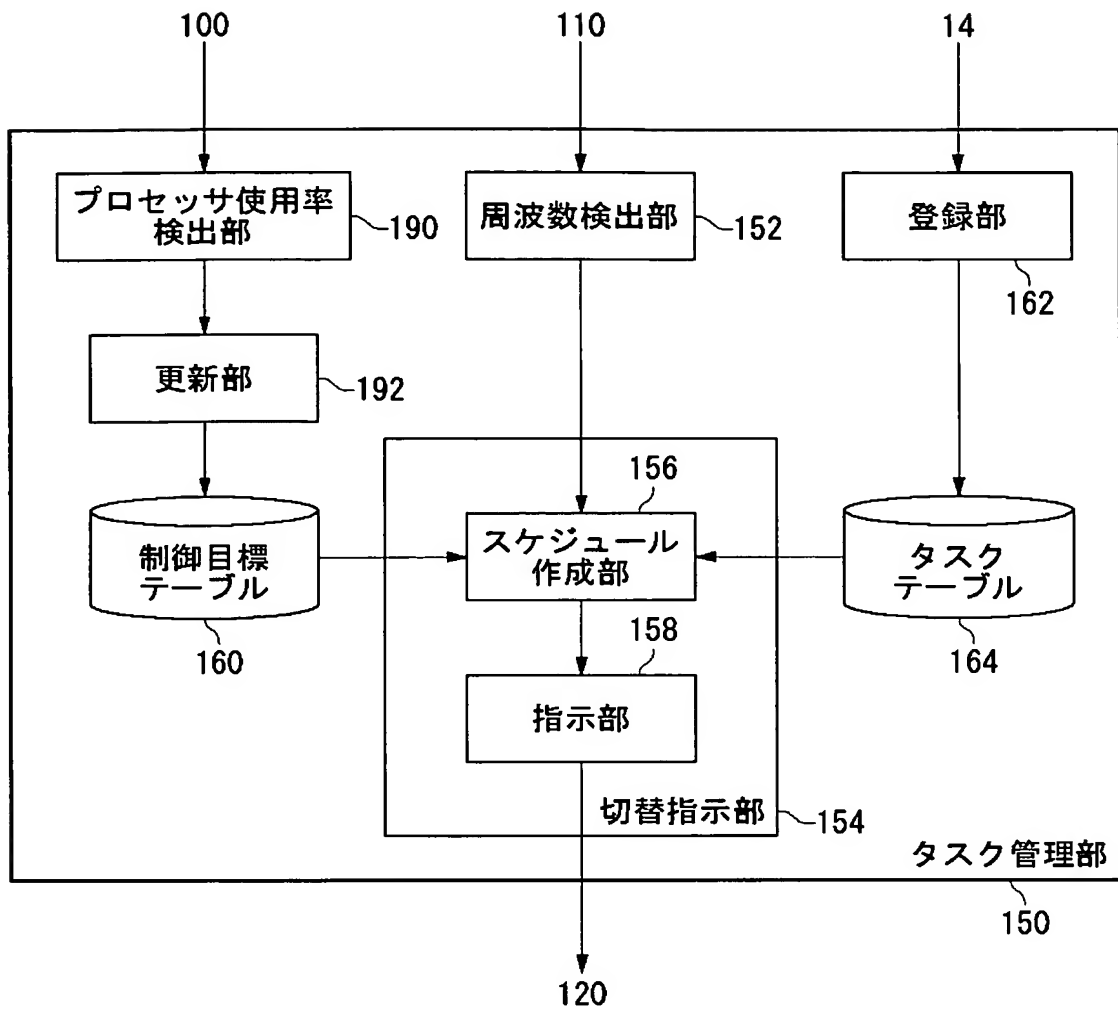 100
110
14
プロセッサ使用率
検出部
190
周波数検出部
152
登録部
162
更新部
192
156
制御目標
テーブル
160
スケジュール
作成部
タスク
テーブル
164
158
指示部
切替指示部
154
タスク管理部
150
120